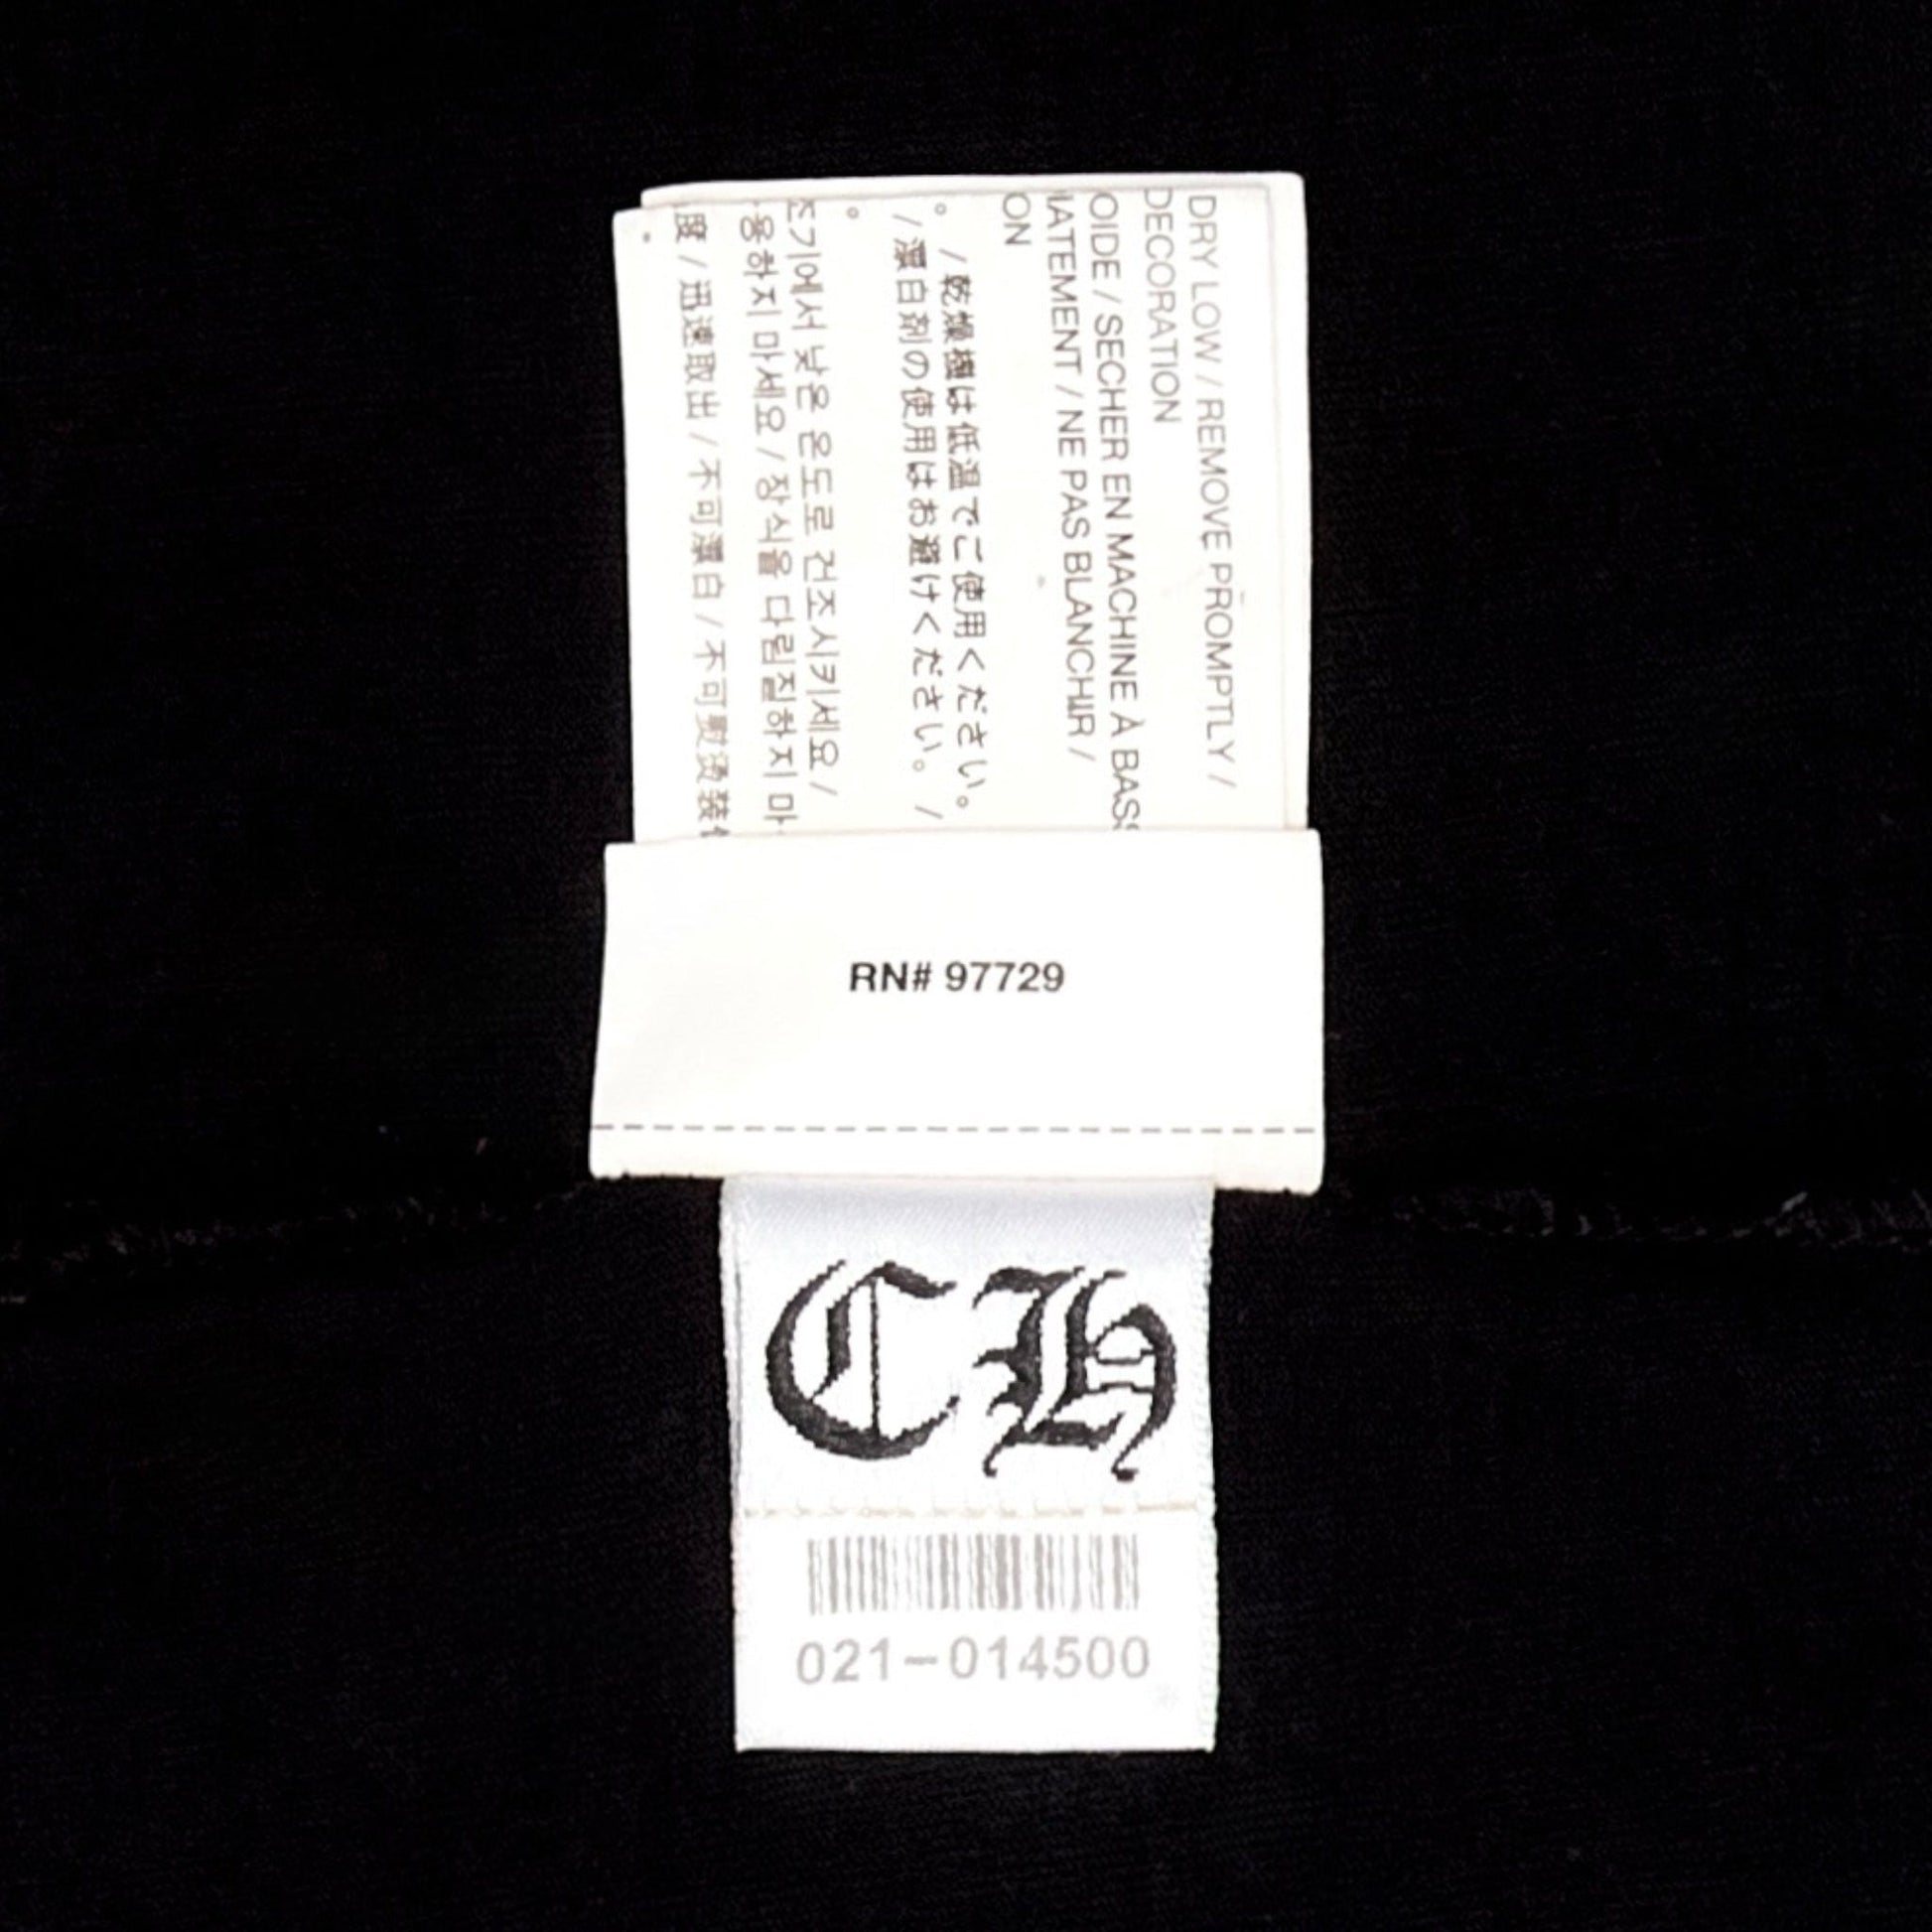 DRY LOW / REMOVE PROMPTLY /
DECORATION
OIDE / SECHER EN MACHINE À BASS
IATEMENT / NE PAS BLANCHIR /
ON
。/ 乾燥機は低温でご使用ください。
/ 漂白剤の使用はお避けください。 /
。
조기에서 낮은 온도로 건조시키세요 /
용하지 마세요 / 장식을 다림질하지 마
度 / 迅速取出 / 不可漂白 / 不可熨烫装
。
RN# 97729
CH
021-014500